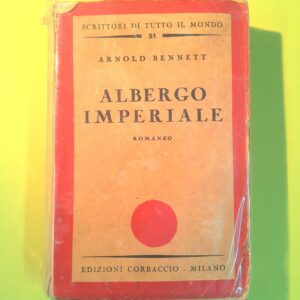 SCRITTORI DI TUTTO IL MONDO
51
ARNOLD BENNETT
ALBERGO
IMPERIALE
ROMANZO
EDIZIONI CORBACCIO - MILANO